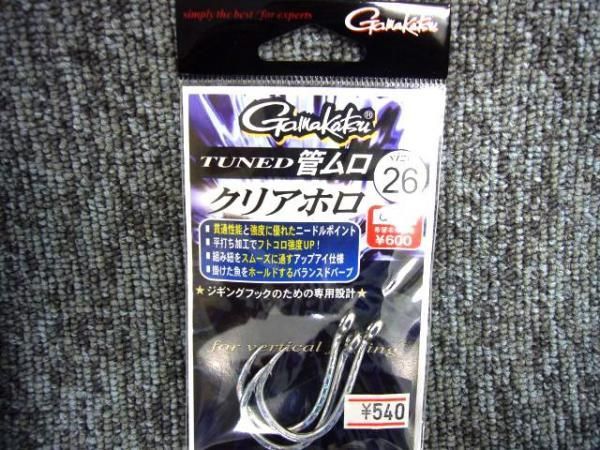 simply the best / for experts
Gamakatsu
Gamakatsu®
TUNED 管ムロ
SIZE
26
クリアホロ
¥600
■貫通性能と強度に優れたニードルポイント
■平打ち加工でフトコロ強度UP！
■組み紐をスムーズに通すアップアイ仕様
■掛けた魚をホールドするバランスドバーブ
★ジギングフックのための専用設計★
for vertical
¥540